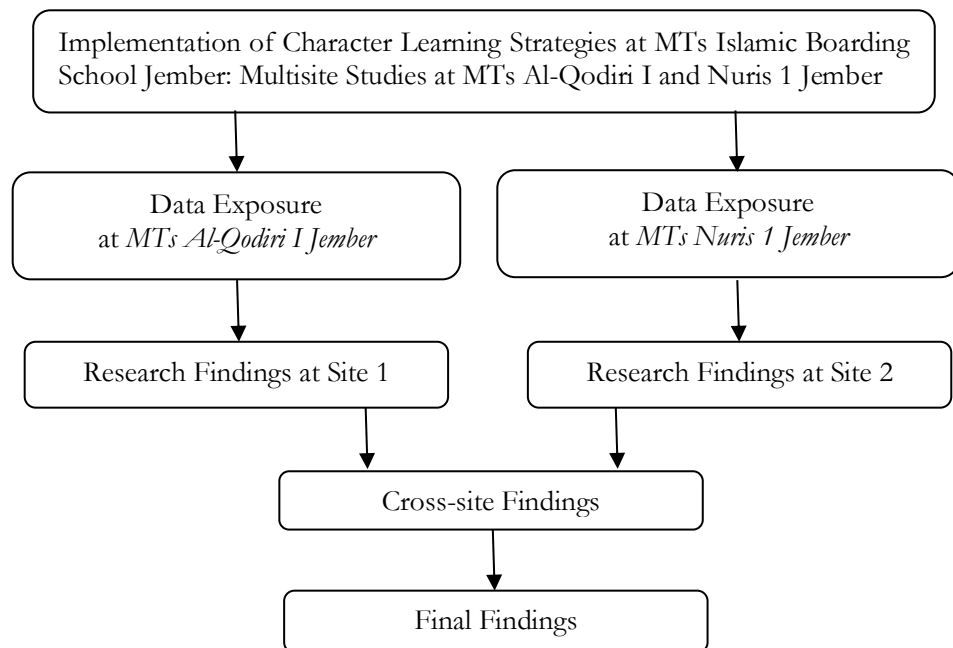 Implementation of Character Learning Strategies at MTs Islamic Boarding
School Jember: Multisite Studies at MTs Al-Qodiri I and Nuris 1 Jember
Data Exposure
at MTs Al-Qodiri I Jember
Data Exposure
at MTs Nuris 1 Jember
Research Findings at Site 1
Research Findings at Site 2
Cross-site Findings
Final Findings